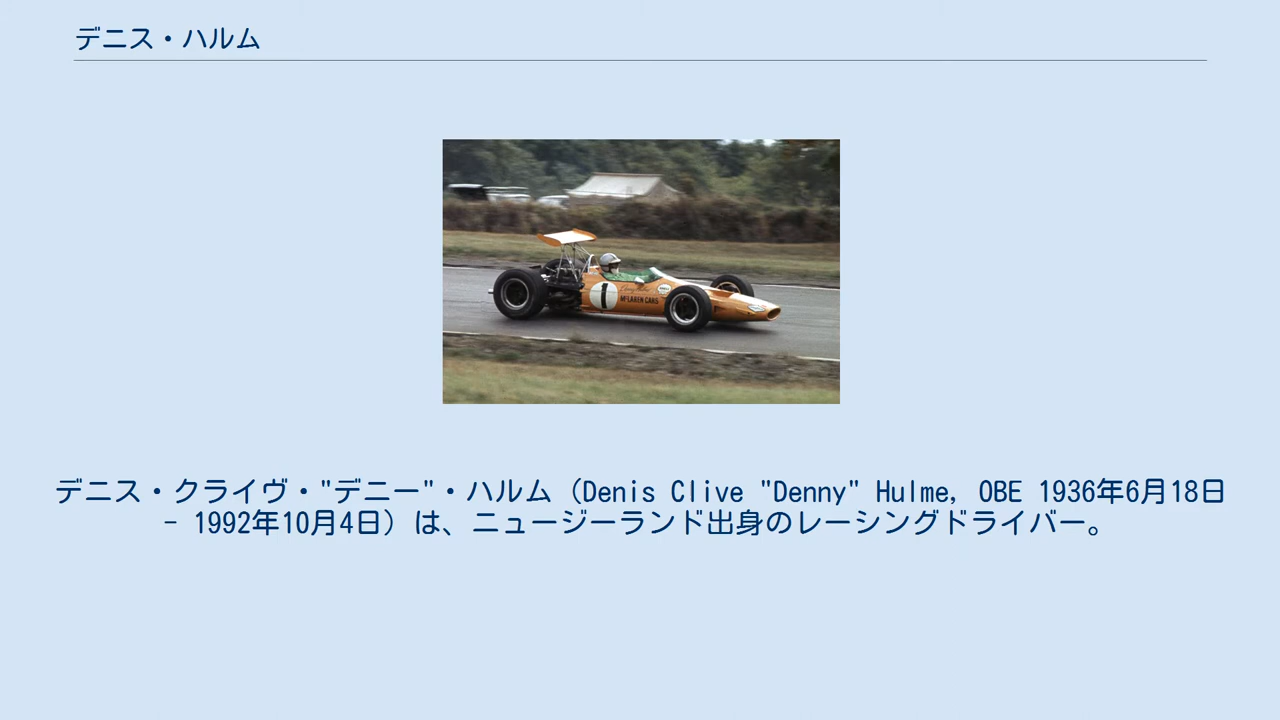 デニス・ハルム
1
McLAREN CARS
デニス・クライヴ・"デニー"・ハルム（Denis Clive "Denny" Hulme, OBE 1936年6月18日
- 1992年10月4日）は、ニュージーランド出身のレーシングドライバー。